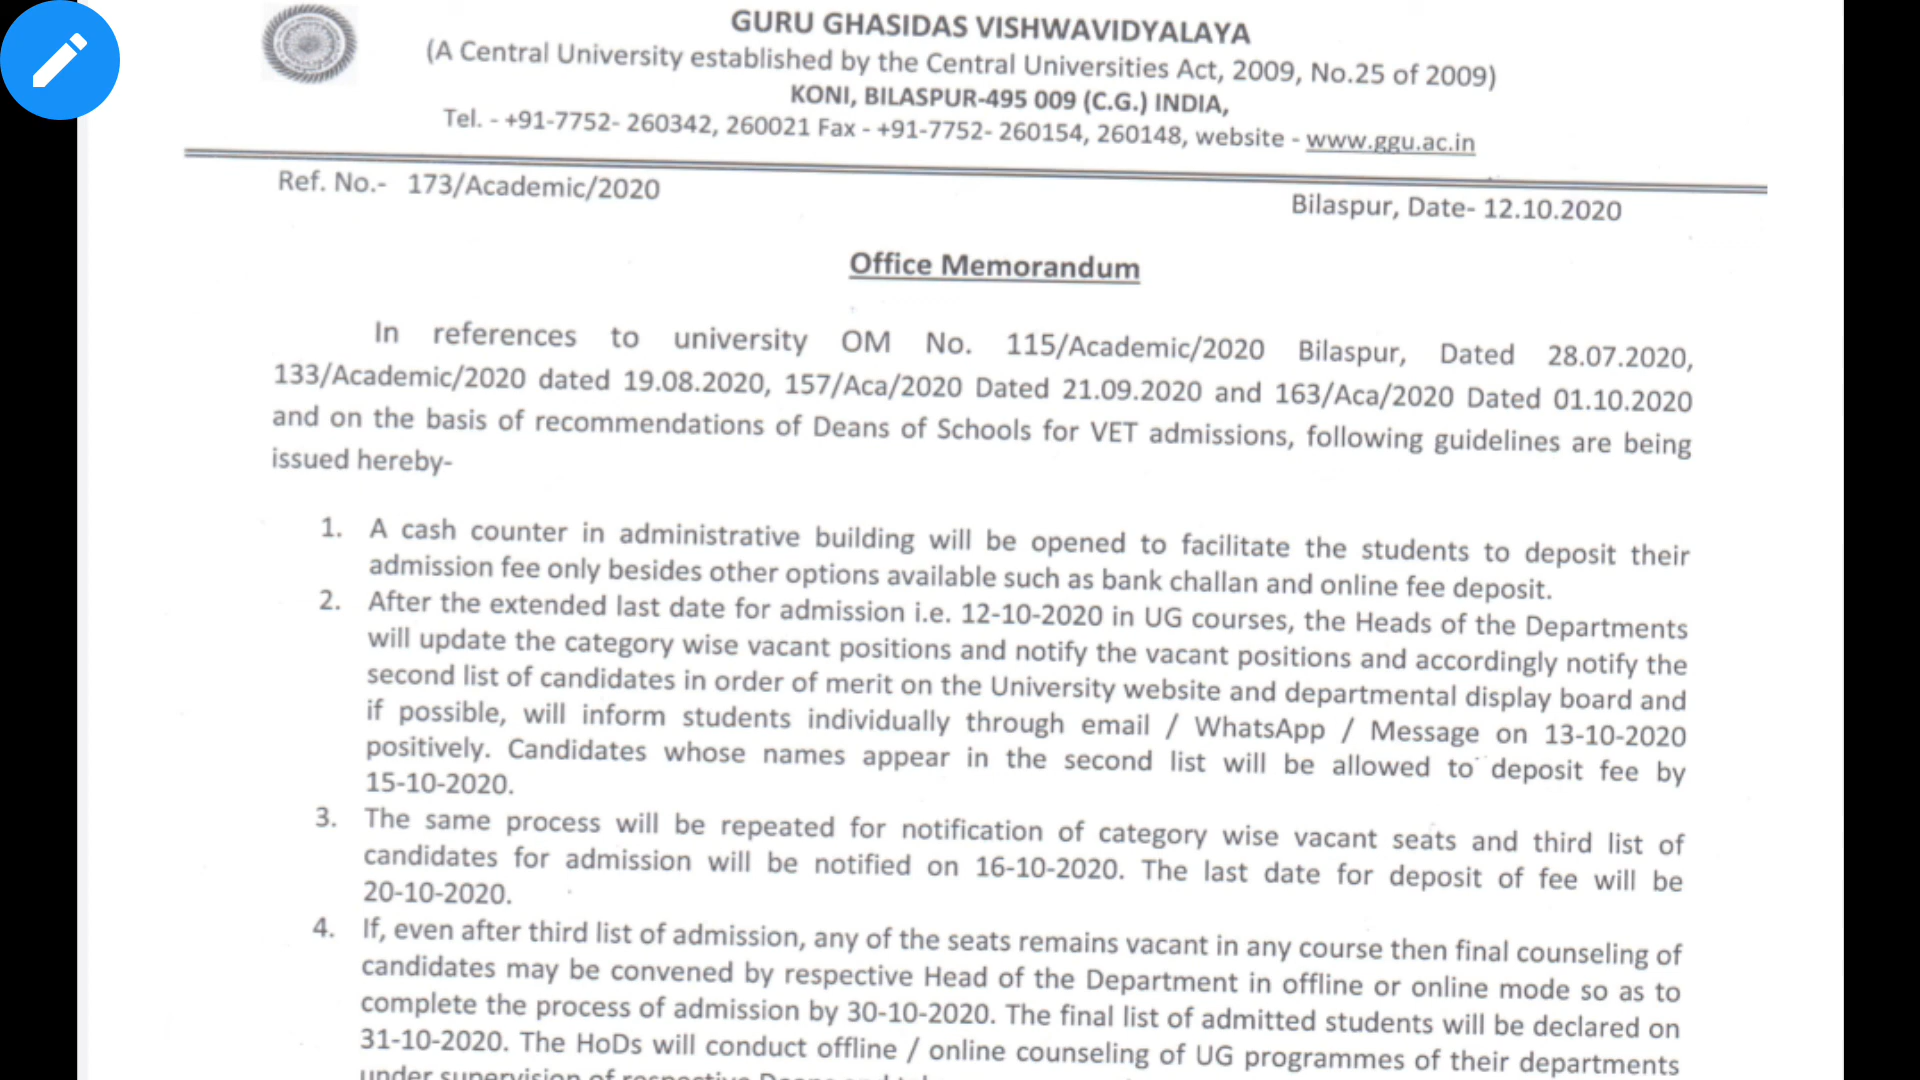 GURU GHASIDAS VISHWAVIDYALAYA
(A Central University established by the Central Universities Act, 2009, No.25 of 2009)
KONI, BILASPUR-495 009 (C.G.) INDIA,
Tel. - +91-7752- 260342, 260021 Fax - +91-7752- 260154, 260148, website - www.ggu.ac.in
Ref. No.- 173/Academic/2020
Bilaspur, Date- 12.10.2020
Office Memorandum
In references to university OM No. 115/Academic/2020 Bilaspur, Dated 28.07.2020,
133/Academic/2020 dated 19.08.2020, 157/Aca/2020 Dated 21.09.2020 and 163/Aca/2020 Dated 01.10.2020
and on the basis of recommendations of Deans of Schools for VET admissions, following guidelines are being
issued hereby-
1. A cash counter in administrative building will be opened to facilitate the students to deposit their
admission fee only besides other options available such as bank challan and online fee deposit.
2. After the extended last date for admission i.e. 12-10-2020 in UG courses, the Heads of the Departments
will update the category wise vacant positions and notify the vacant positions and accordingly notify the
second list of candidates in order of merit on the University website and departmental display board and
if possible, will inform students individually through email / WhatsApp / Message on 13-10-2020
positively. Candidates whose names appear in the second list will be allowed to deposit fee by
15-10-2020.
3. The same process will be repeated for notification of category wise vacant seats and third list of
candidates for admission will be notified on 16-10-2020. The last date for deposit of fee will be
20-10-2020.
4. If, even after third list of admission, any of the seats remains vacant in any course then final counseling of
candidates may be convened by respective Head of the Department in offline or online mode so as to
complete the process of admission by 30-10-2020. The final list of admitted students will be declared on
31-10-2020. The HoDs will conduct offline / online counseling of UG programmes of their departments
under supervision of respective Deans and